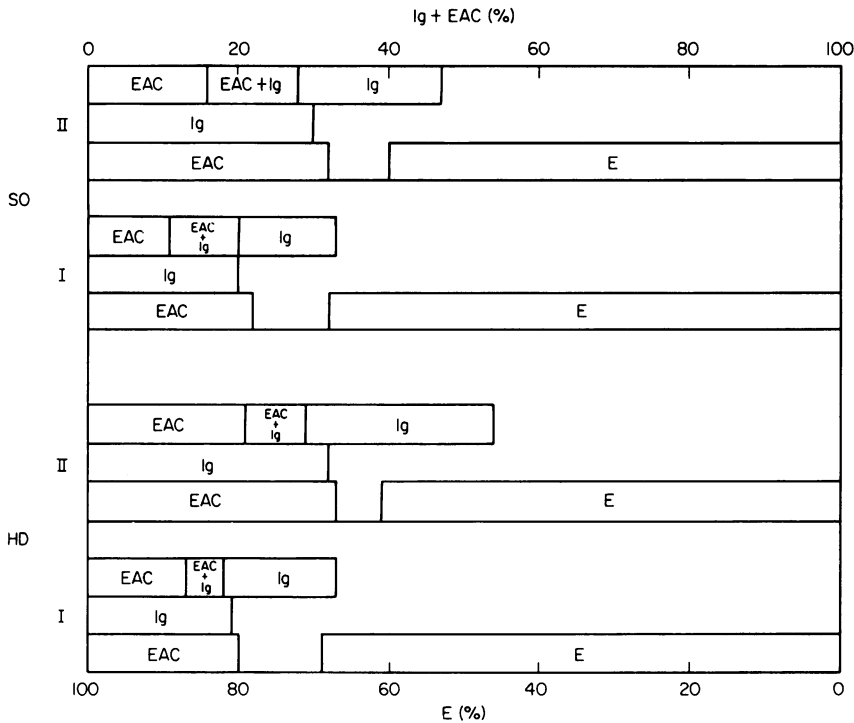 Ig + EAC (%)
0 20 40 60 80 100
EAC EAC + Ig Ig
II Ig
EAC E
SO
EAC EAC + Ig Ig
I Ig
EAC E
EAC EAC + Ig Ig
II Ig
EAC E
HD
EAC EAC + Ig Ig
I Ig
EAC E
100 80 60 40 20 0
E (%)